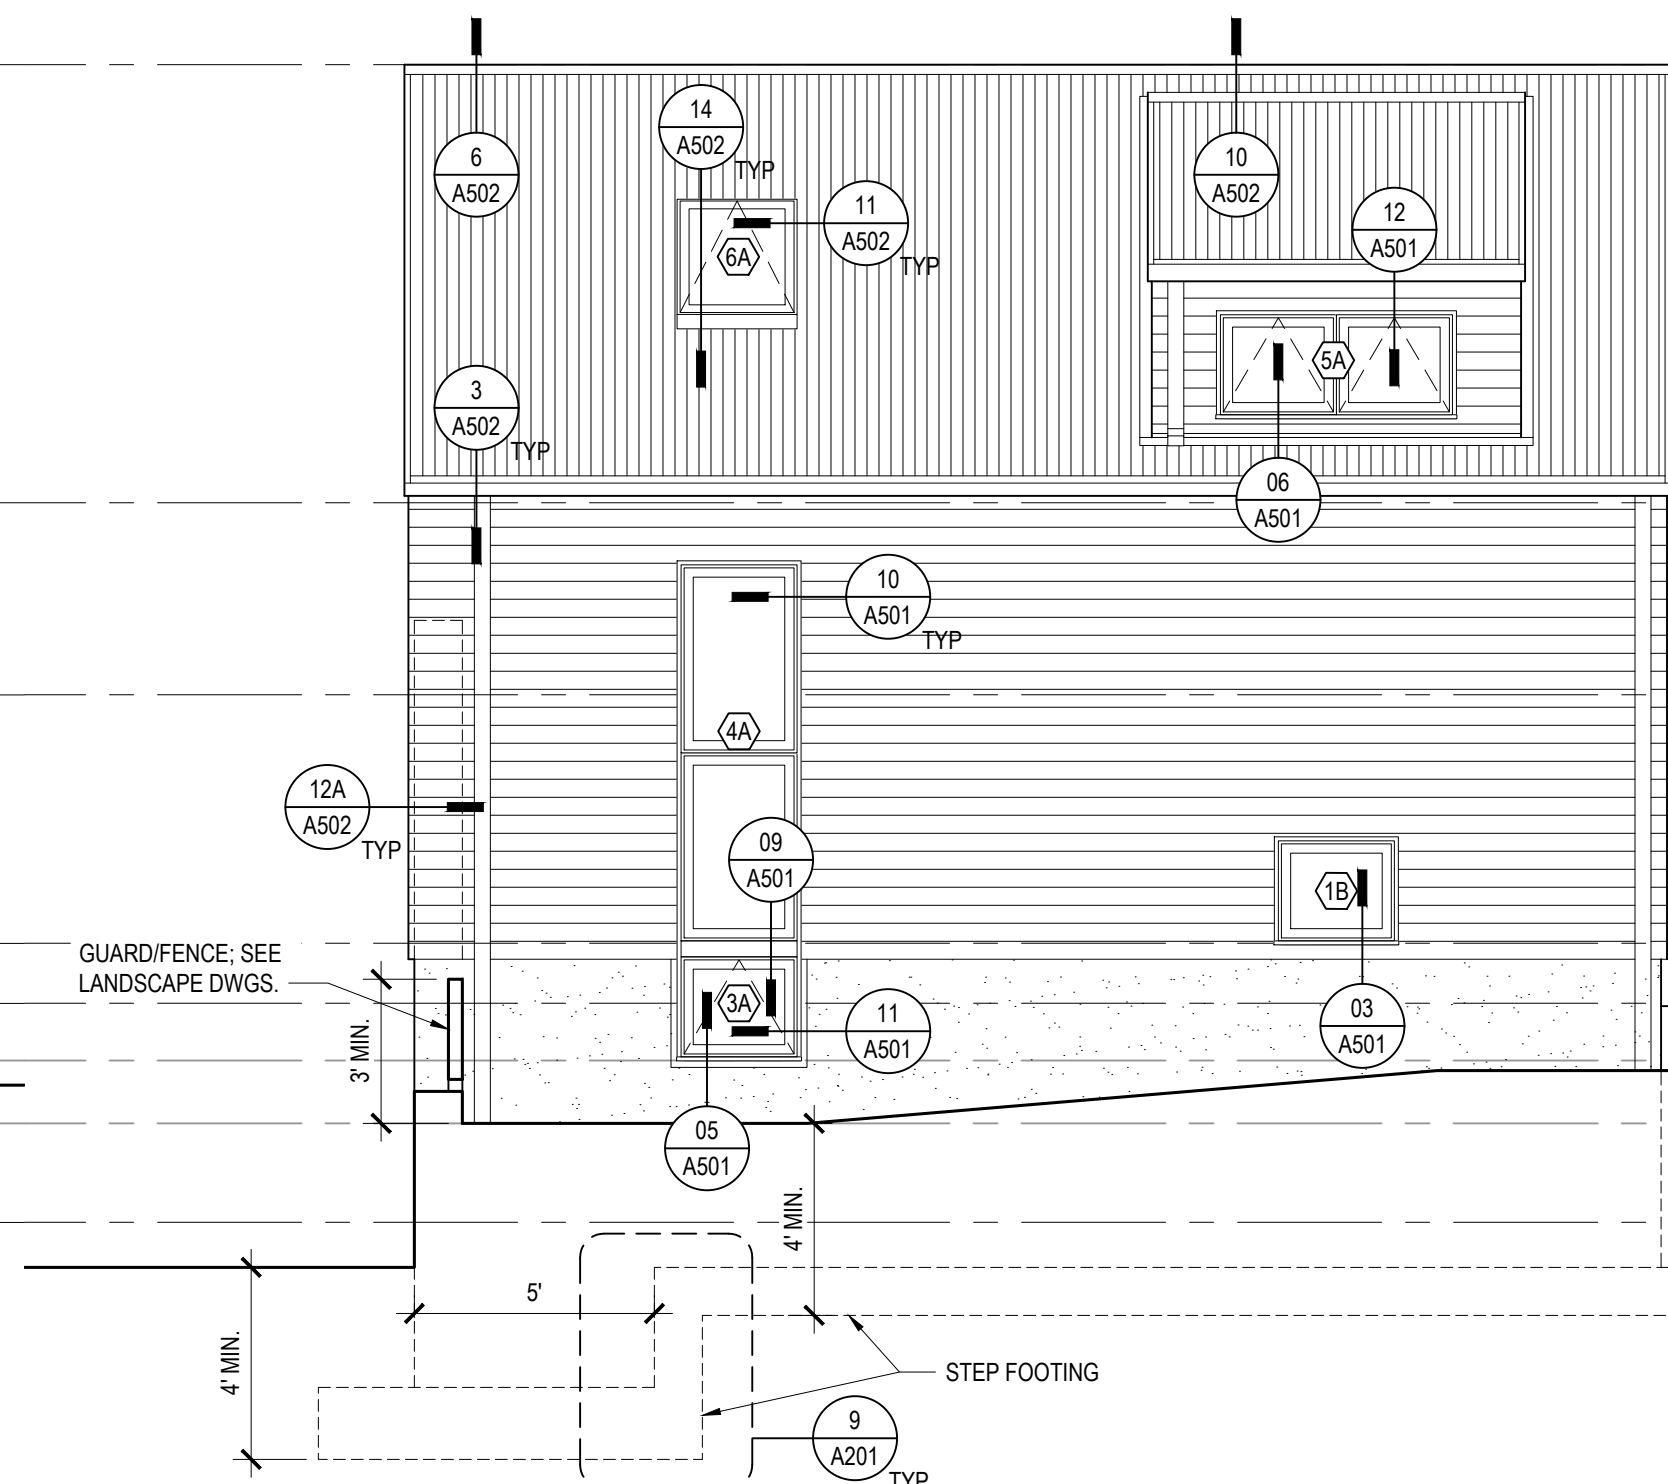 14
A502
TYP
6
A502
10
A502
11
A502
TYP
12
A501
6A
5A
3
A502
TYP
06
A501
10
A501
TYP
4A
12A
A502
TYP
09
A501
1B
GUARD/FENCE; SEE
LANDSCAPE DWGS.
3A
11
A501
03
A501
3' MIN.
05
A501
4' MIN.
5'
4' MIN.
STEP FOOTING
9
A201
TYP